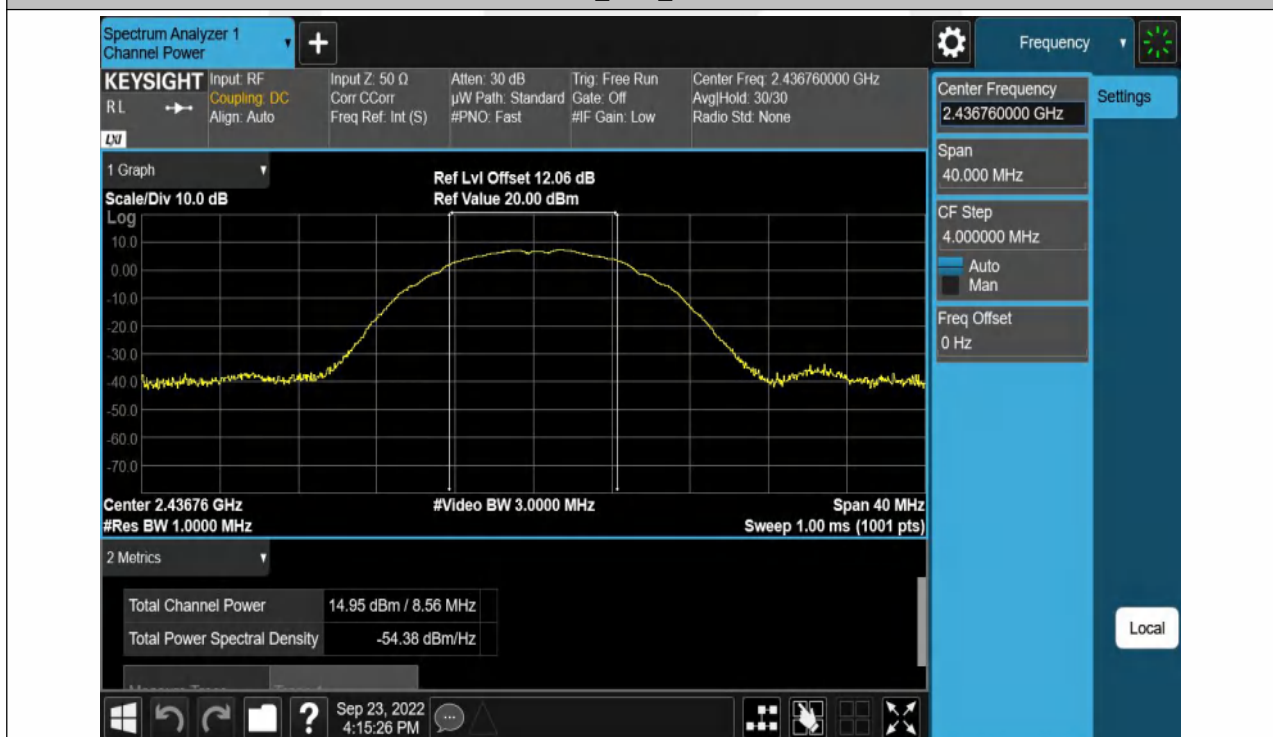 Spectrum Analyzer 1
Channel Power
Frequency
KEYSIGHT
R L
LXI
Input: RF
Coupling: DC
Align: Auto
Input Z: 50 Ω
Corr CCorr
Freq Ref: Int (S)
Atten: 30 dB
µW Path: Standard
#PNO: Fast
Trig: Free Run
Gate: Off
#IF Gain: Low
Center Freq: 2.436760000 GHz
Avg|Hold: 30/30
Radio Std: None
Center Frequency
2.436760000 GHz
Settings
Span
40.000 MHz
CF Step
4.000000 MHz
Auto
Man
Freq Offset
0 Hz
1 Graph
Scale/Div 10.0 dB
Ref Lvl Offset 12.06 dB
Ref Value 20.00 dBm
Log
10.0
0.00
-10.0
-20.0
-30.0
-40.0
-50.0
-60.0
-70.0
Center 2.43676 GHz
#Video BW 3.0000 MHz
Span 40 MHz
#Res BW 1.0000 MHz
Sweep 1.00 ms (1001 pts)
2 Metrics
Total Channel Power 14.95 dBm / 8.56 MHz
Total Power Spectral Density -54.38 dBm/Hz
Local
?
Sep 23, 2022
4:15:26 PM